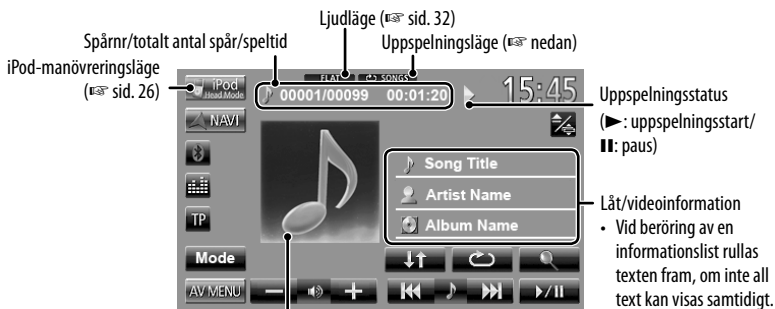 Ljudläge (☞ sid. 32)
Spårnr/totalt antal spår/speltid
Uppspelningsläge (☞ nedan)
iPod-manövreringsläge
(☞ sid. 26)
iPod
Head Mode
FLAT
SONGS
00001/00099 00:01:20
15:45
NAVI
TP
Mode
AV MENU
Song Title
Artist Name
Album Name
Uppspelningsstatus
(►: uppspelningsstart/
II: paus)
Låt/videoinformation
• Vid beröring av en
informationslist rullas
texten fram, om inte all
text kan visas samtidigt.